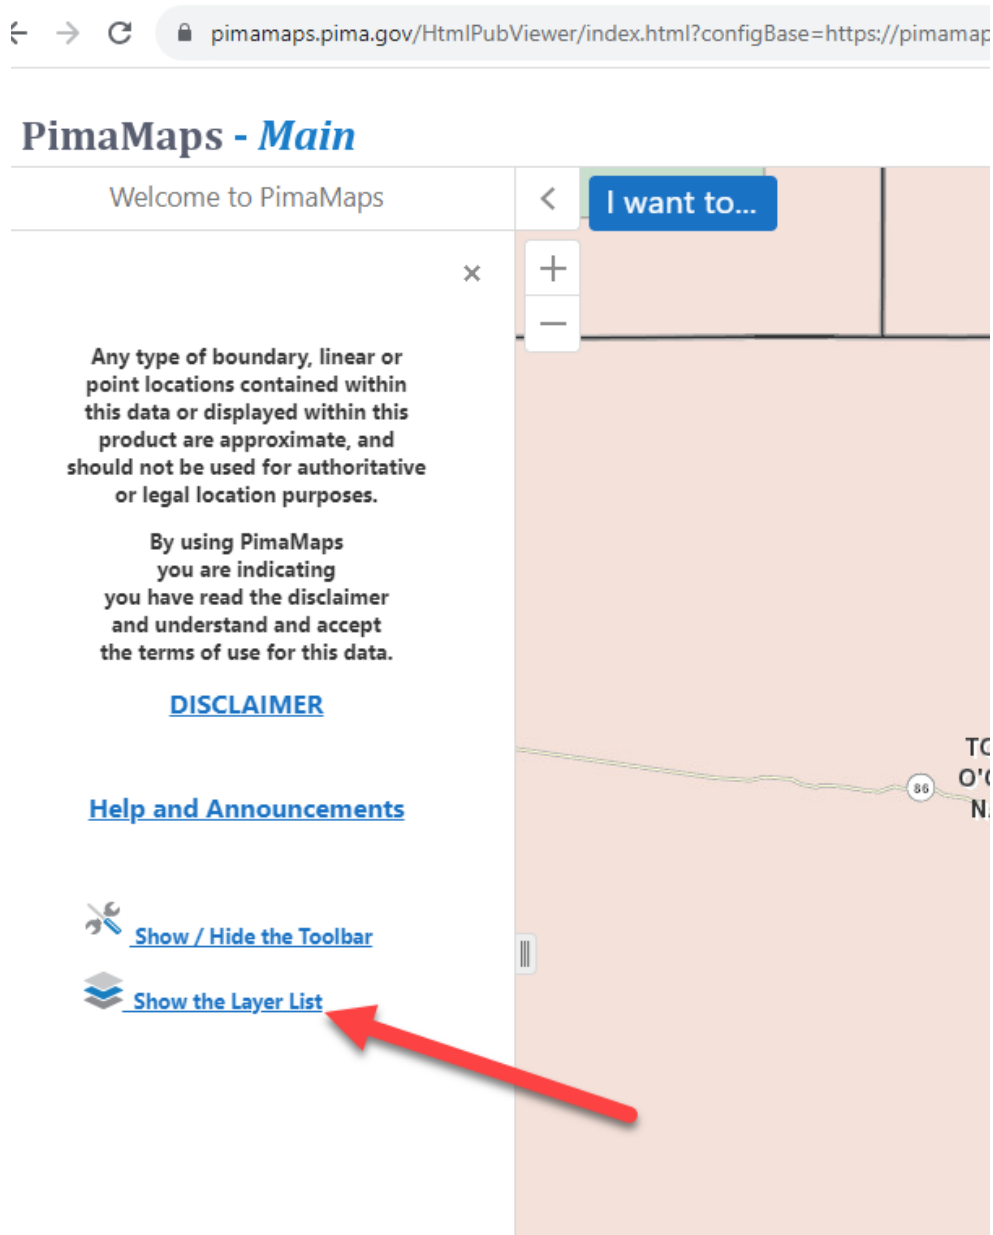 pimamaps.pima.gov/HtmlPubViewer/index.html?configBase=https://pimamap
PimaMaps - Main
Welcome to PimaMaps
I want to...
Any type of boundary, linear or
point locations contained within
this data or displayed within this
product are approximate, and
should not be used for authoritative
or legal location purposes.
By using PimaMaps
you are indicating
you have read the disclaimer
and understand and accept
the terms of use for this data.
DISCLAIMER
Help and Announcements
Show / Hide the Toolbar
Show the Layer List
86
TO
O'
N